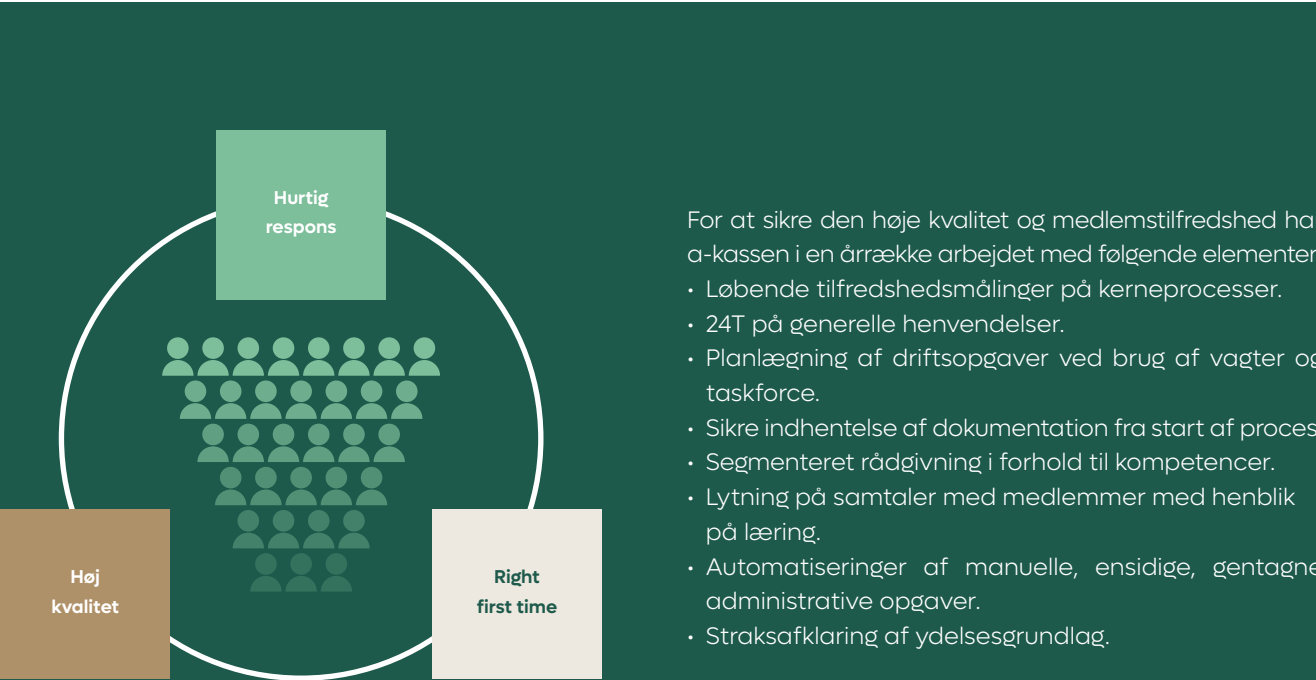 Hurtig
respons
Høj
kvalitet
Right
first time
For at sikre den høje kvalitet og medlemstilfredshed ha
a-kassen i en årrække arbejdet med følgende elementer
• Løbende tilfredshedsmålinger på kerneprocesser.
• 24T på generelle henvendelser.
• Planlægning af driftsopgaver ved brug af vagter og
taskforce.
• Sikre indhentelse af dokumentation fra start af proces
• Segmenteret rådgivning i forhold til kompetencer.
• Lytning på samtaler med medlemmer med henblik
på læring.
• Automatiseringer af manuelle, ensidige, gentagne
administrative opgaver.
• Straksafklaring af ydelsesgrundlag.